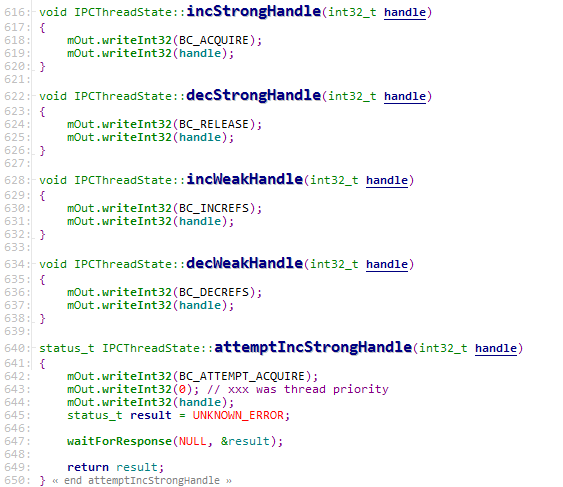 616: void IPCThreadState::incStrongHandle(int32_t handle)
617: {
618:     mOut.writeInt32(BC_ACQUIRE);
619:     mOut.writeInt32(handle);
620: }
621:
622: void IPCThreadState::decStrongHandle(int32_t handle)
623: {
624:     mOut.writeInt32(BC_RELEASE);
625:     mOut.writeInt32(handle);
626: }
627:
628: void IPCThreadState::incWeakHandle(int32_t handle)
629: {
630:     mOut.writeInt32(BC_INCREFS);
631:     mOut.writeInt32(handle);
632: }
633:
634: void IPCThreadState::decWeakHandle(int32_t handle)
635: {
636:     mOut.writeInt32(BC_DECREFS);
637:     mOut.writeInt32(handle);
638: }
639:
640: status_t IPCThreadState::attemptIncStrongHandle(int32_t handle)
641: {
642:     mOut.writeInt32(BC_ATTEMPT_ACQUIRE);
643:     mOut.writeInt32(0); // xxx was thread priority
644:     mOut.writeInt32(handle);
645:     status_t result = UNKNOWN_ERROR;
646:
647:     waitForResponse(NULL, &result);
648:
649:     return result;
650: } « end attemptIncStrongHandle »